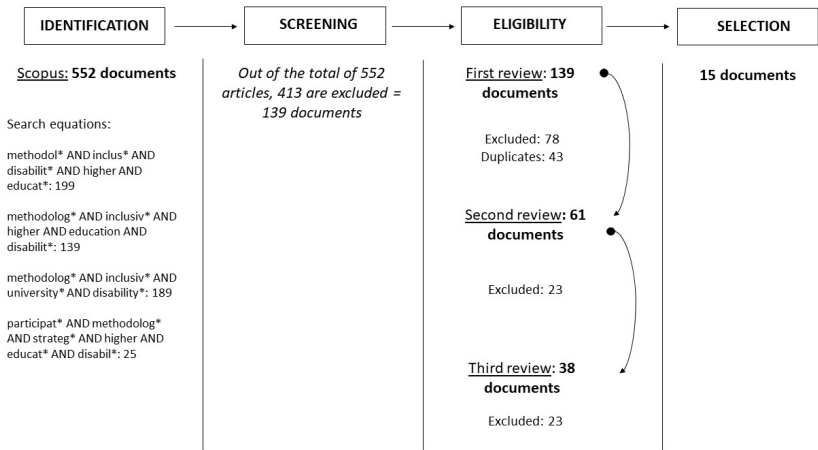 IDENTIFICATION
SCREENING
ELIGIBILITY
SELECTION
Scopus: 552 documents
Search equations:
methodol* AND inclus* AND
disabilit* AND higher AND
educat*: 199
methodolog* AND inclusiv* AND
higher AND education AND
disabilit*: 139
methodolog* AND inclusiv* AND
university* AND disability*: 189
participat* AND methodolog*
AND strateg* AND higher AND
educat* AND disabil*: 25
Out of the total of 552
articles, 413 are excluded =
139 documents
First review: 139
documents
Excluded: 78
Duplicates: 43
Second review: 61
documents
Excluded: 23
Third review: 38
documents
Excluded: 23
15 documents